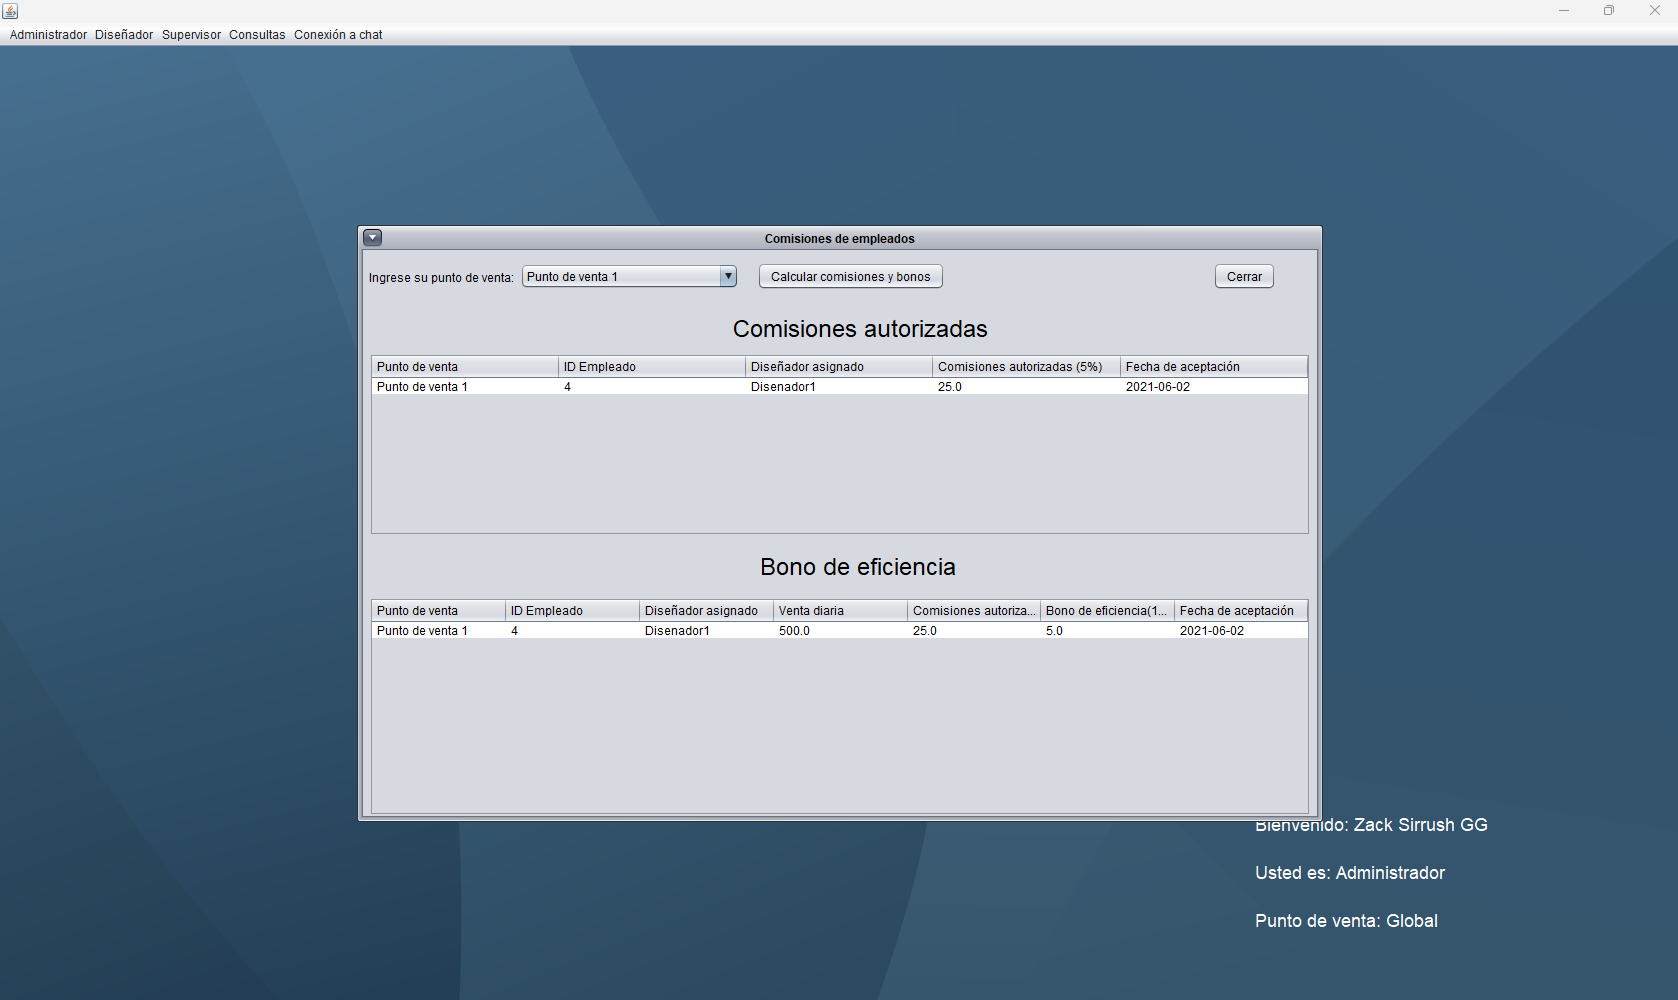 Administrador Diseñador Supervisor Consultas Conexión a chat
Comisiones de empleados
Ingrese su punto de venta: Punto de venta 1 Calcular comisiones y bonos Cerrar
Comisiones autorizadas
Punto de venta ID Empleado Diseñador asignado Comisiones autorizadas (5%) Fecha de aceptación
Punto de venta 1 4 Disenador1 25.0 2021-06-02
Bono de eficiencia
Punto de venta ID Empleado Diseñador asignado Venta diaria Comisiones autoriza... Bono de eficiencia(1... Fecha de aceptación
Punto de venta 1 4 Disenador1 500.0 25.0 5.0 2021-06-02
Bienvenido: Zack Sirrush GG
Usted es: Administrador
Punto de venta: Global